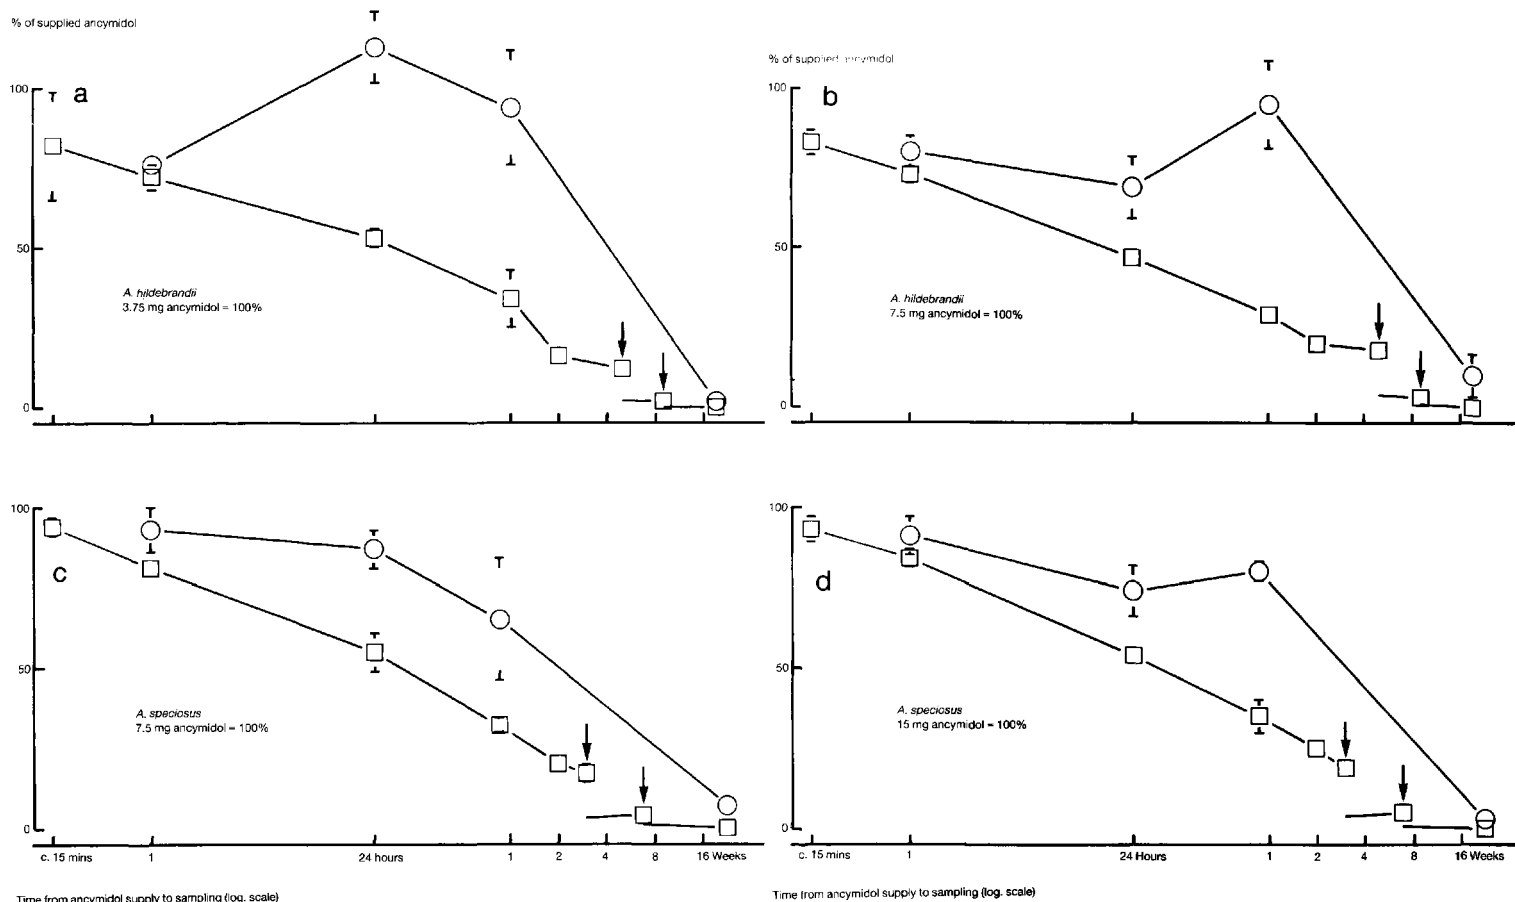 % of supplied ancymidol
100
a
50
A. hildebrandii
3.75 mg ancymidol = 100%
0
% of supplied ancymidol
100
b
50
A. hildebrandii
7.5 mg ancymidol = 100%
0
100
c
50
A. speciosus
7.5 mg ancymidol = 100%
0
c. 15 mins 1 24 hours 1 2 4 8 16 Weeks
Time from ancymidol supply to sampling (log. scale)
100
d
50
A. speciosus
15 mg ancymidol = 100%
0
c. 15 mins 1 24 Hours 1 2 4 8 16 Weeks
Time from ancymidol supply to sampling (log. scale)